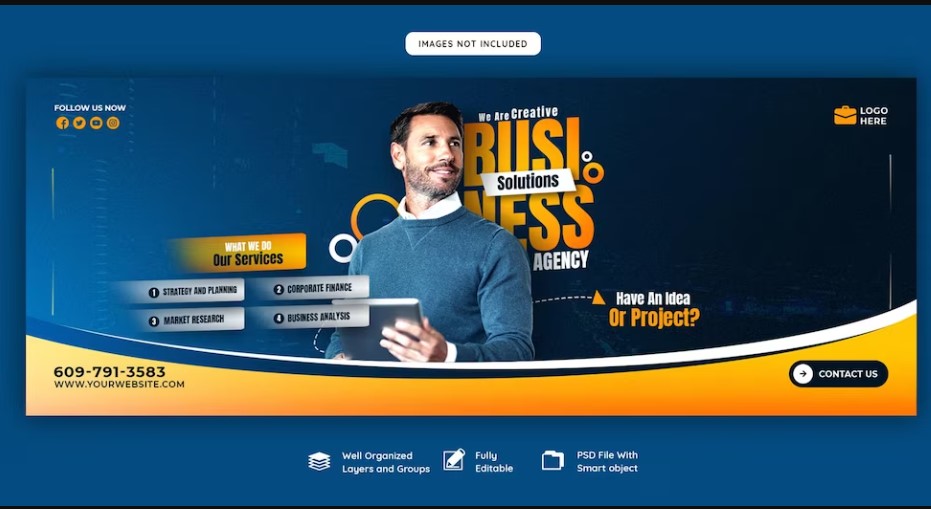 IMAGES NOT INCLUDED
FOLLOW US NOW
LOGO
HERE
We Are Creative
BUSI
Solutions
NESS
AGENCY
WHAT WE DO
Our Services
1 STRATEGY AND PLANNING
2 CORPORATE FINANCE
3 MARKET RESEARCH
4 BUSINESS ANALYSIS
Have An Idea
Or Project?
609-791-3583
WWW.YOURWEBSITE.COM
CONTACT US
Well Organized
Layers and Groups
Fully
Editable
PSD File With
Smart object